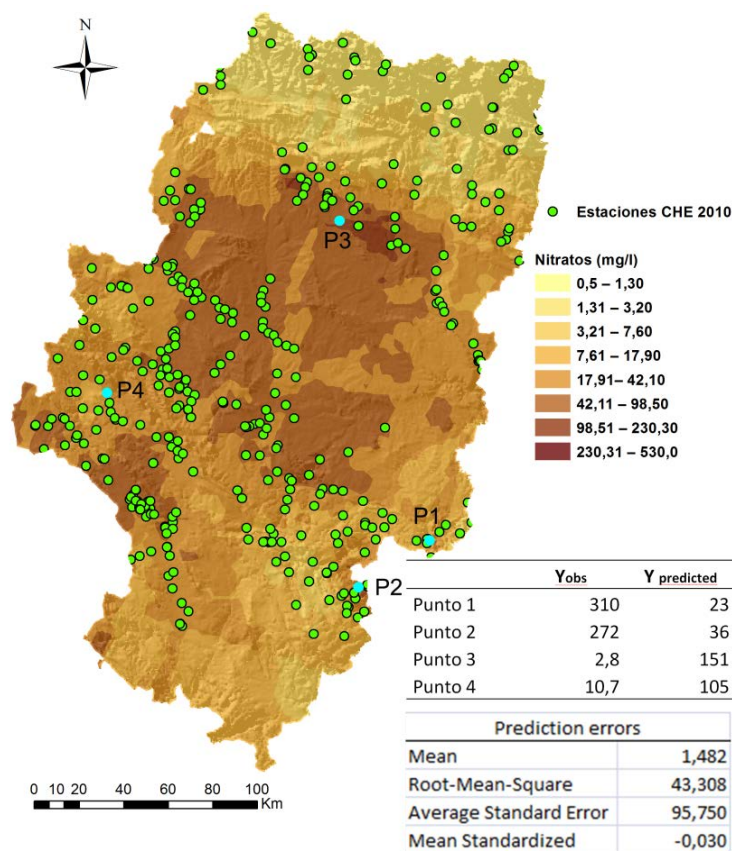 N
Estaciones CHE 2010
Nitratos (mg/l)
0,5 – 1,30
1,31 – 3,20
3,21 – 7,60
7,61 – 17,90
17,91– 42,10
42,11 – 98,50
98,51 – 230,30
230,31 – 530,0
P3
P4
P1
P2
Yobs Y predicted
Punto 1 310 23
Punto 2 272 36
Punto 3 2,8 151
Punto 4 10,7 105
Prediction errors
Mean 1,482
Root-Mean-Square 43,308
Average Standard Error 95,750
Mean Standardized -0,030
0 10 20 40 60 80 100
Km